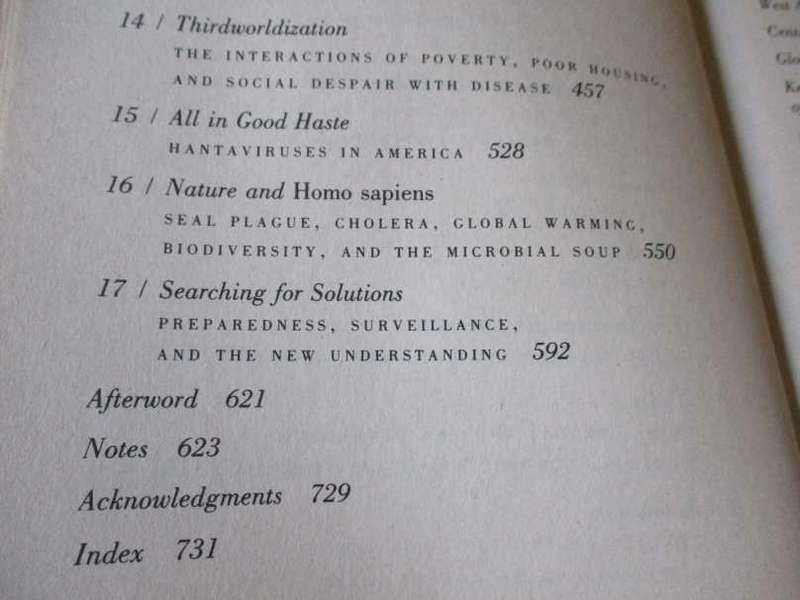 14 / Thirdworldization
THE INTERACTIONS OF POVERTY, POOR HOUSING,
AND SOCIAL DESPAIR WITH DISEASE 457
15 / All in Good Haste
HANTAVIRUSES IN AMERICA 528
16 / Nature and Homo sapiens
SEAL PLAGUE, CHOLERA, GLOBAL WARMING,
BIODIVERSITY, AND THE MICROBIAL SOUP 550
17 / Searching for Solutions
PREPAREDNESS, SURVEILLANCE,
AND THE NEW UNDERSTANDING 592
Afterword 621
Notes 623
Acknowledgments 729
Index 731
West